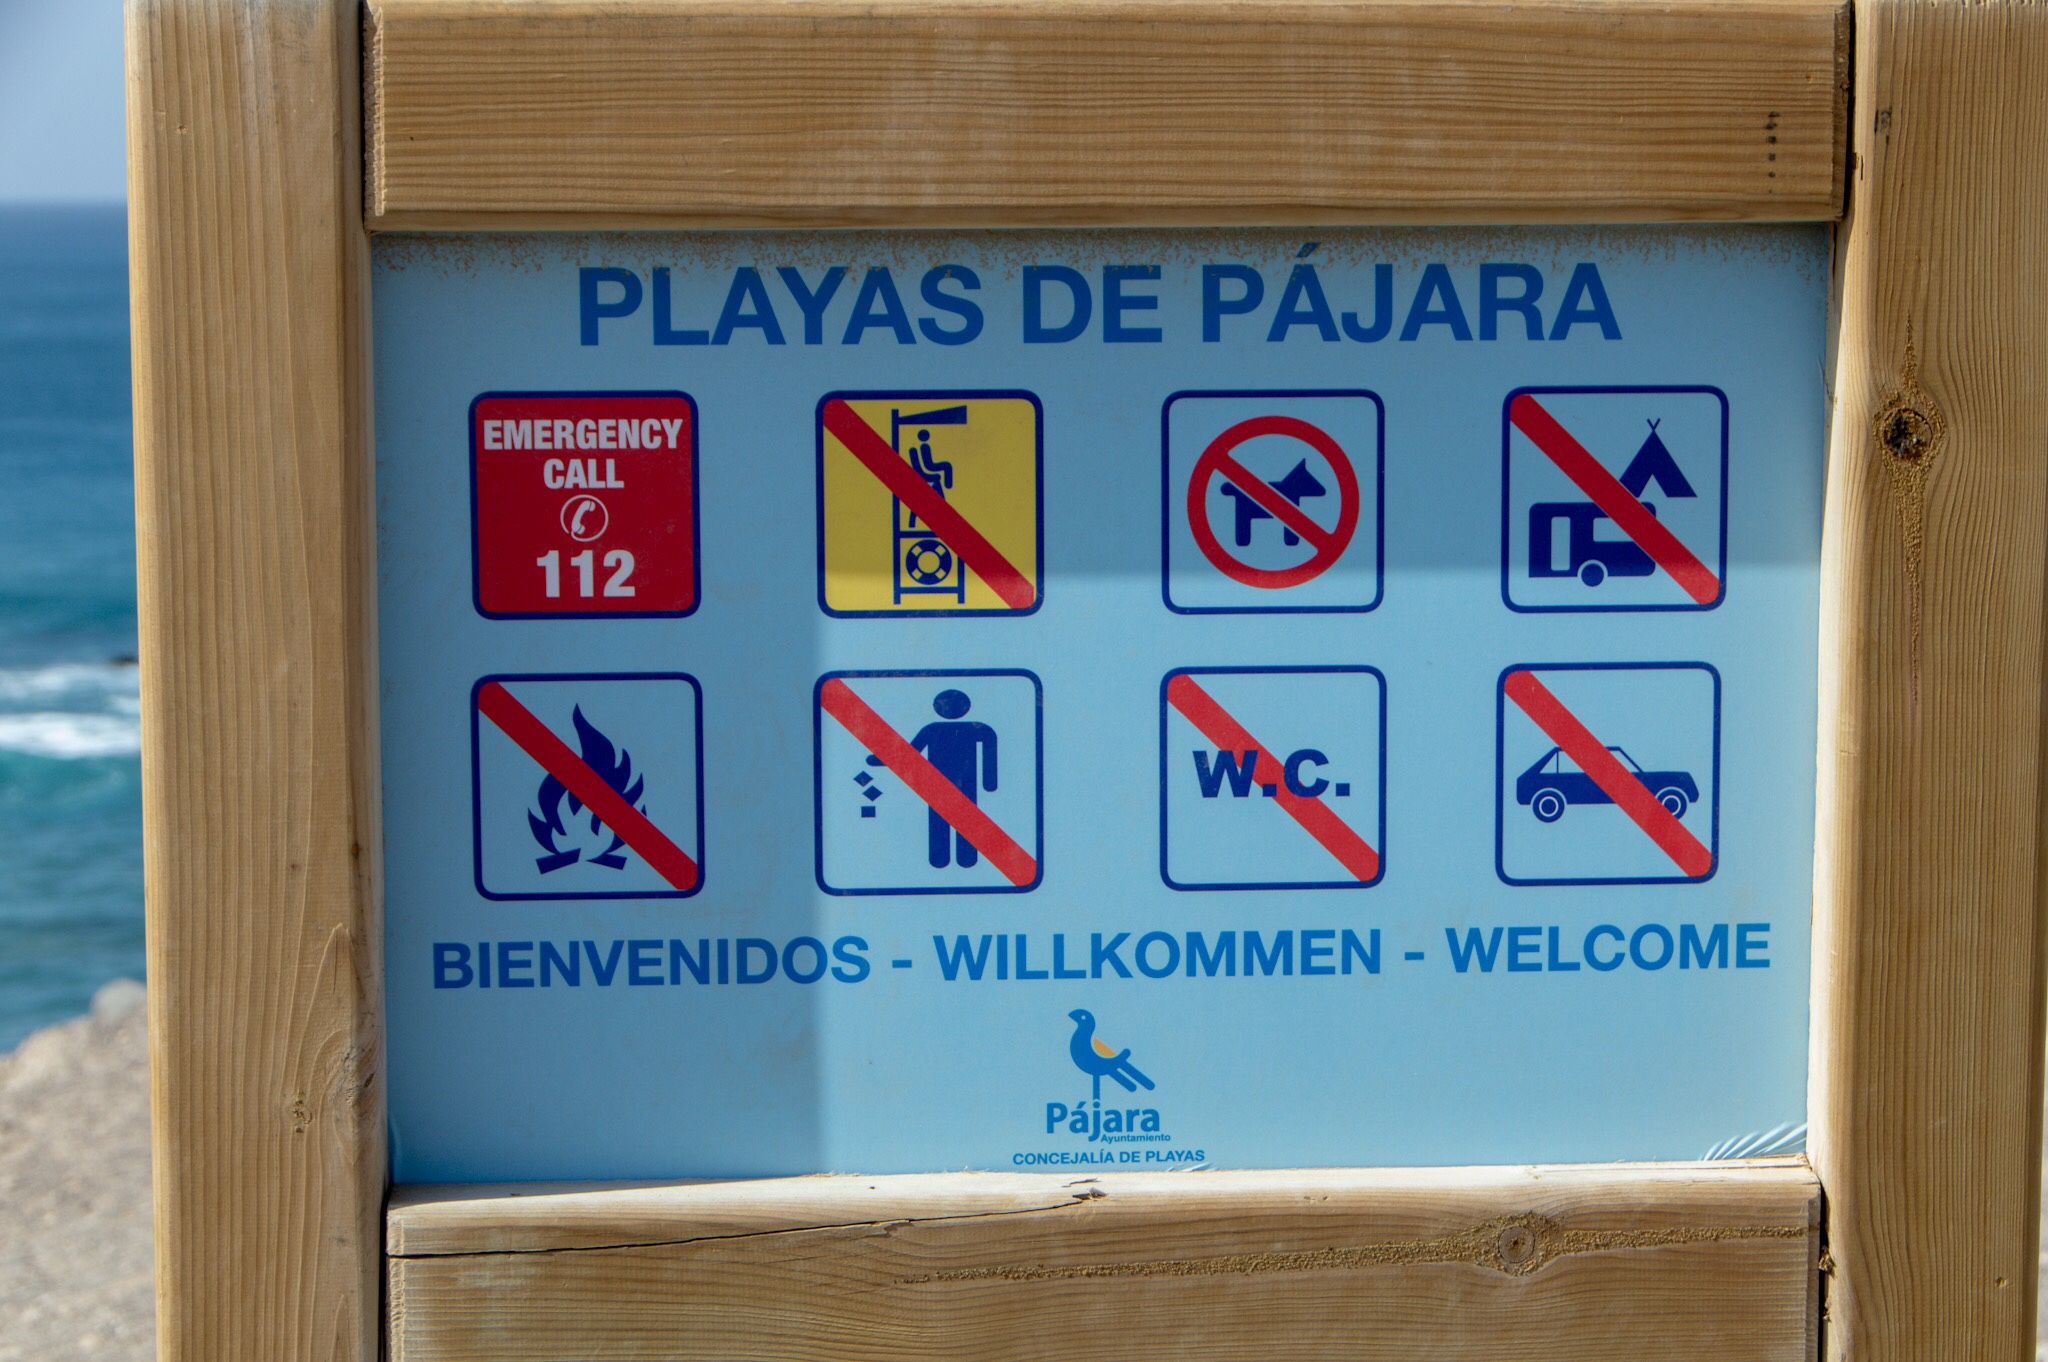 PLAYAS DE PÁJARA
EMERGENCY
CALL
112
W.C.
BIENVENIDOS - WILLKOMMEN - WELCOME
Pájara
Ayuntamiento
CONCEJALÍA DE PLAYAS